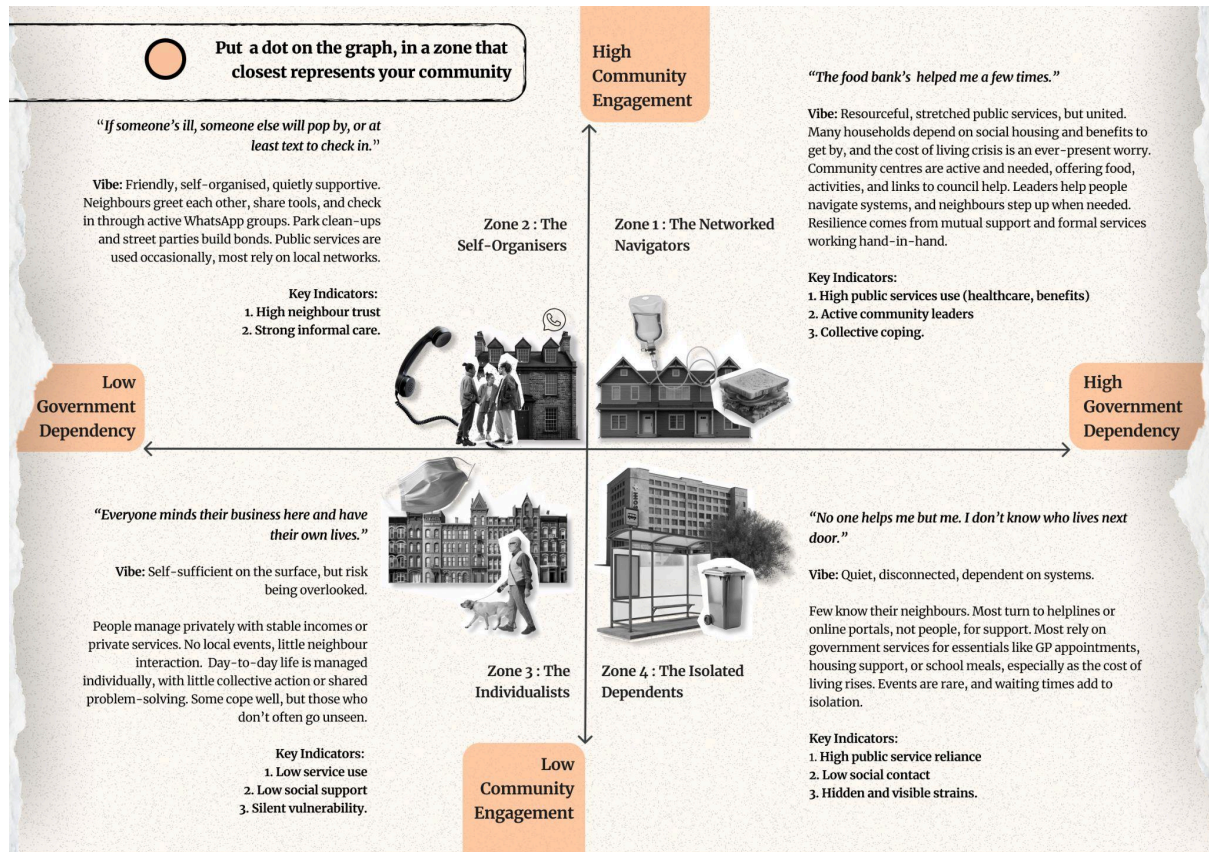 Put a dot on the graph, in a zone that
closest represents your community
High
Community
Engagement
“If someone’s ill, someone else will pop by, or at
least text to check in.”
Vibe: Friendly, self-organised, quietly supportive.
Neighbours greet each other, share tools, and check
in through active WhatsApp groups. Park clean-ups
and street parties build bonds. Public services are
used occasionally, most rely on local networks.
Key Indicators:
1. High neighbour trust
2. Strong informal care.
Zone 2 : The
Self-Organisers
Zone 1 : The Networked
Navigators
“The food bank’s helped me a few times.”
Vibe: Resourceful, stretched public services, but united.
Many households depend on social housing and benefits to
get by, and the cost of living crisis is an ever-present worry.
Community centres are active and needed, offering food,
activities, and links to council help. Leaders help people
navigate systems, and neighbours step up when needed.
Resilience comes from mutual support and formal services
working hand-in-hand.
Key Indicators:
1. High public services use (healthcare, benefits)
2. Active community leaders
3. Collective coping.
Low
Government
Dependency
High
Government
Dependency
“Everyone minds their business here and have
their own lives.”
Vibe: Self-sufficient on the surface, but risk
being overlooked.
People manage privately with stable incomes or
private services. No local events, little neighbour
interaction. Day-to-day life is managed
individually, with little collective action or shared
problem-solving. Some cope well, but those who
don’t often go unseen.
Key Indicators:
1. Low service use
2. Low social support
3. Silent vulnerability.
Zone 3 : The
Individualists
Zone 4 : The Isolated
Dependents
“No one helps me but me. I don’t know who lives next
door.”
Vibe: Quiet, disconnected, dependent on systems.
Few know their neighbours. Most turn to helplines or
online portals, not people, for support. Most rely on
government services for essentials like GP appointments,
housing support, or school meals, especially as the cost of
living rises. Events are rare, and waiting times add to
isolation.
Key Indicators:
1. High public service reliance
2. Low social contact
3. Hidden and visible strains.
Low
Community
Engagement